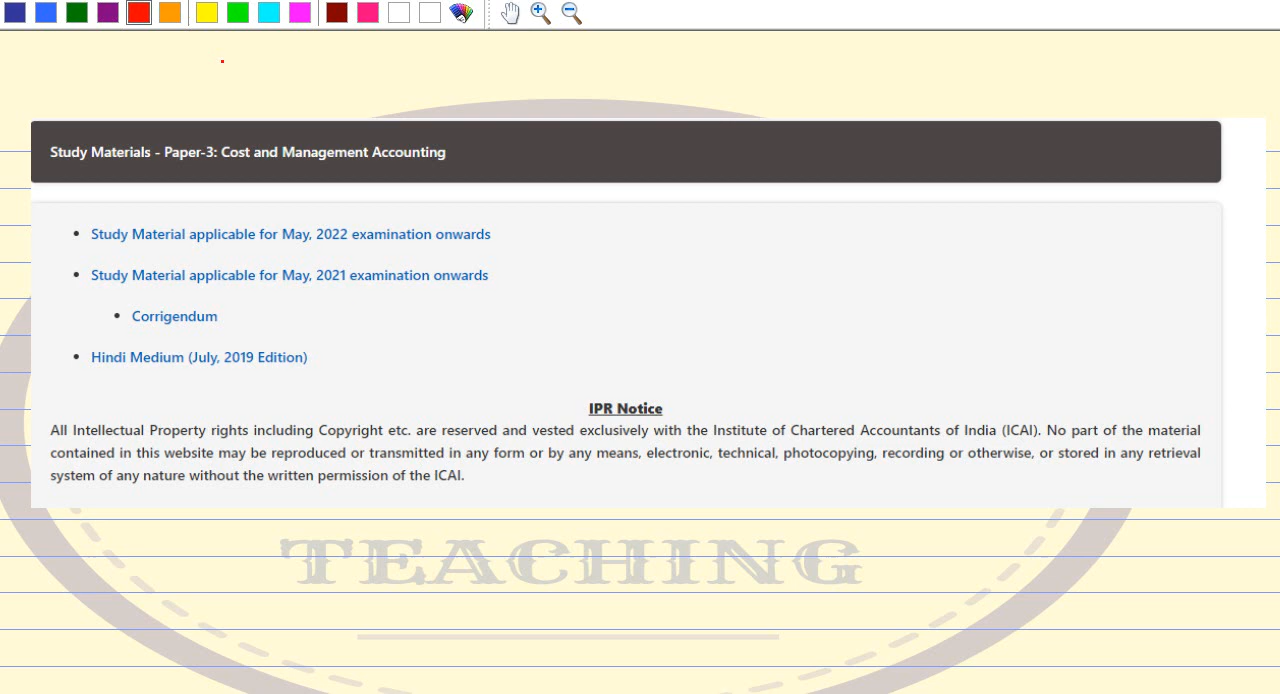 Study Materials - Paper-3: Cost and Management Accounting
Study Material applicable for May, 2022 examination onwards
Study Material applicable for May, 2021 examination onwards
Corrigendum
Hindi Medium (July, 2019 Edition)
IPR Notice
All Intellectual Property rights including Copyright etc. are reserved and vested exclusively with the Institute of Chartered Accountants of India (ICAI). No part of the material
contained in this website may be reproduced or transmitted in any form or by any means, electronic, technical, photocopying, recording or otherwise, or stored in any retrieval
system of any nature without the written permission of the ICAI.
TEACHING